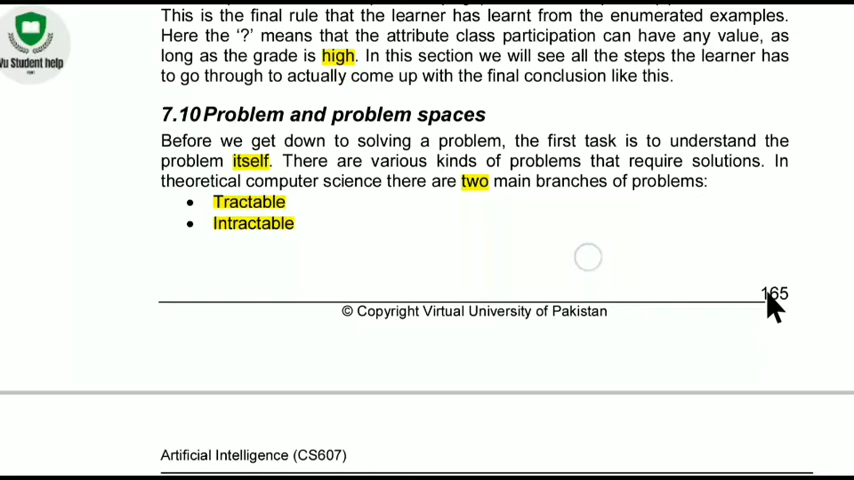 This is the final rule that the learner has learnt from the enumerated examples.
Here the '?' means that the attribute class participation can have any value, as
long as the grade is high. In this section we will see all the steps the learner has
to go through to actually come up with the final conclusion like this.
7.10 Problem and problem spaces
Before we get down to solving a problem, the first task is to understand the
problem itself. There are various kinds of problems that require solutions. In
theoretical computer science there are two main branches of problems:
• Tractable
• Intractable
165
© Copyright Virtual University of Pakistan
Artificial Intelligence (CS607)
Vu Student help